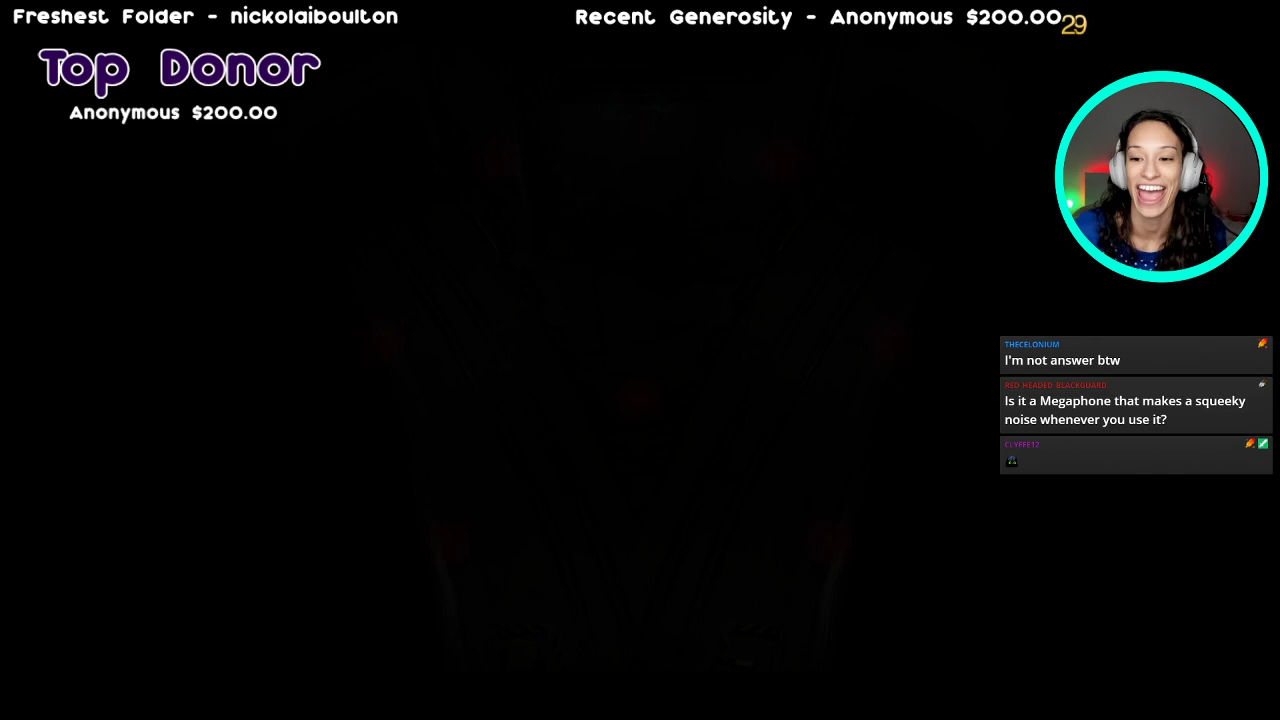 Freshest Folder - nickolaiboulton
Recent Generosity - Anonymous $200.00
29
Top Donor
Anonymous $200.00
THECELONIUM
I'm not answer btw
RED HEADED BLACKGUARD
Is it a Megaphone that makes a squeeky
noise whenever you use it?
CLYFFE12